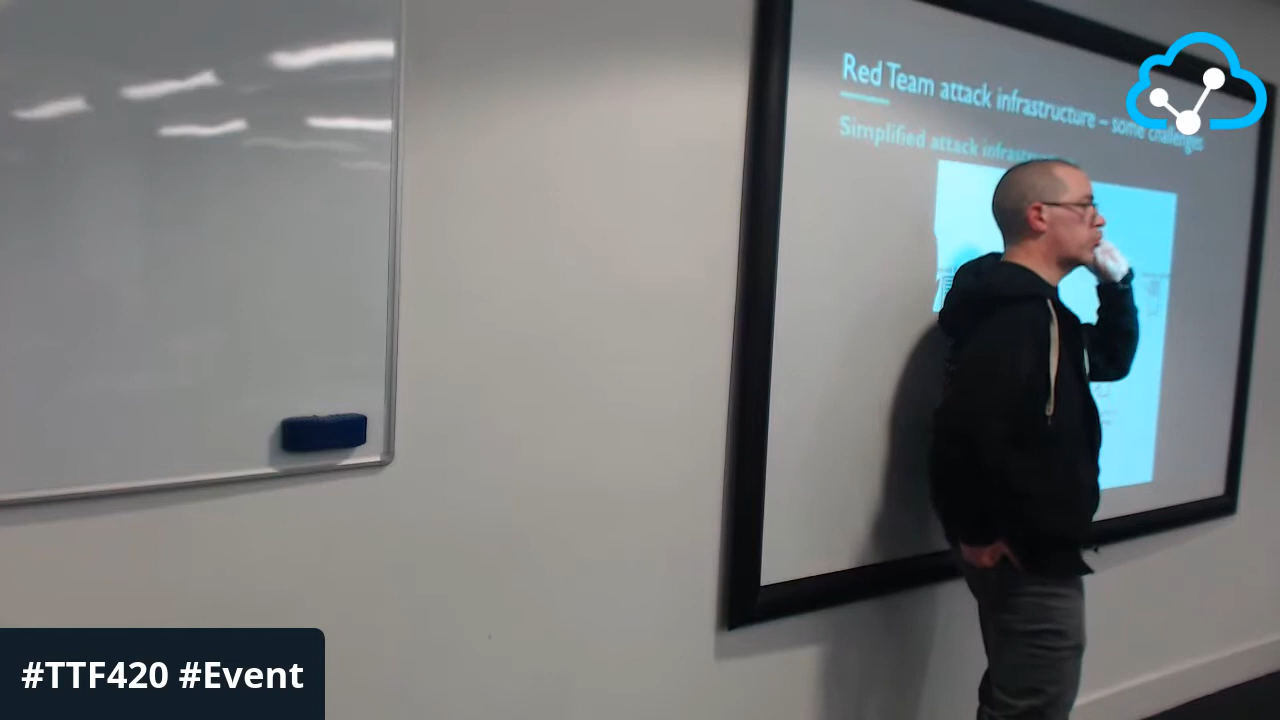 Red Team attack infrastructure – some challenges
Simplified attack infrastructure
#TTF420 #Event